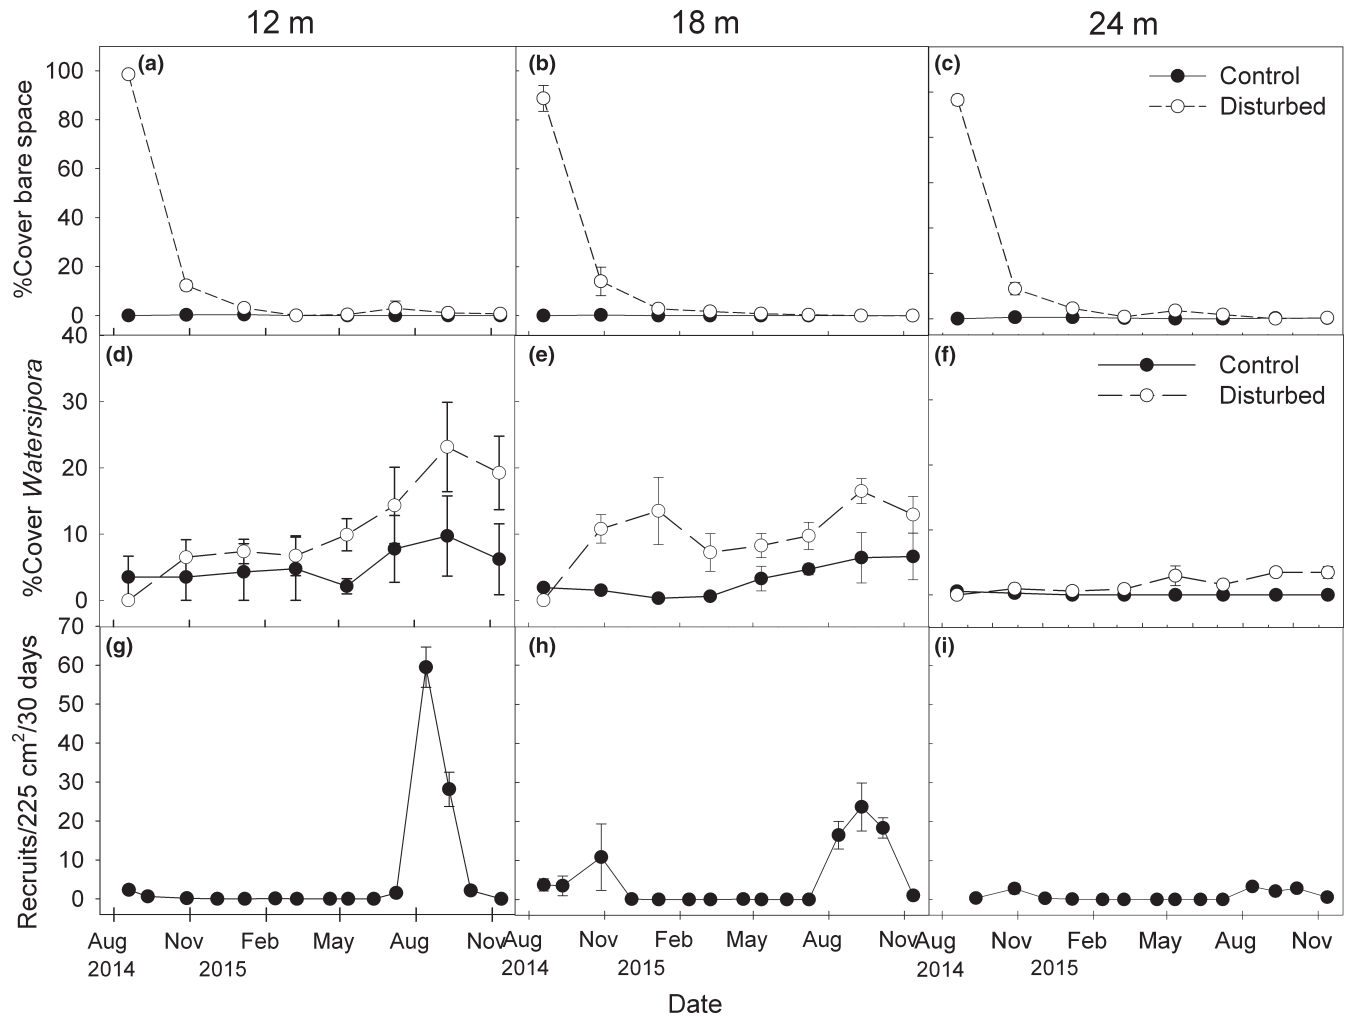 12 m 18 m 24 m
(a) (b) (c)
Control
Disturbed
%Cover bare space
100
80
60
40
20
0
(d) (e) (f)
Control
Disturbed
%Cover Watersipora
40
30
20
10
0
(g) (h) (i)
Recruits/225 cm²/30 days
70
60
50
40
30
20
10
0
Aug Nov Feb May Aug Nov Aug Nov Feb May Aug Nov Aug Nov Feb May Aug Nov
2014 2015 2014 2015 2014 2015
Date